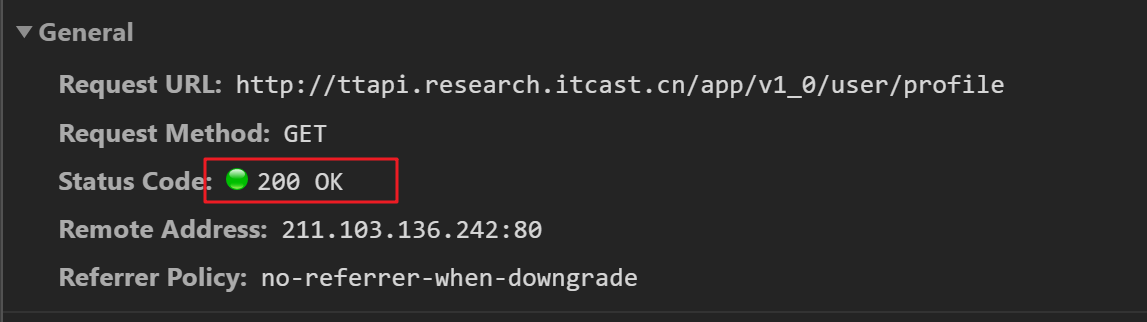 General
Request URL: http://ttapi.research.itcast.cn/app/v1_0/user/profile
Request Method: GET
Status Code: 200 OK
Remote Address: 211.103.136.242:80
Referrer Policy: no-referrer-when-downgrade